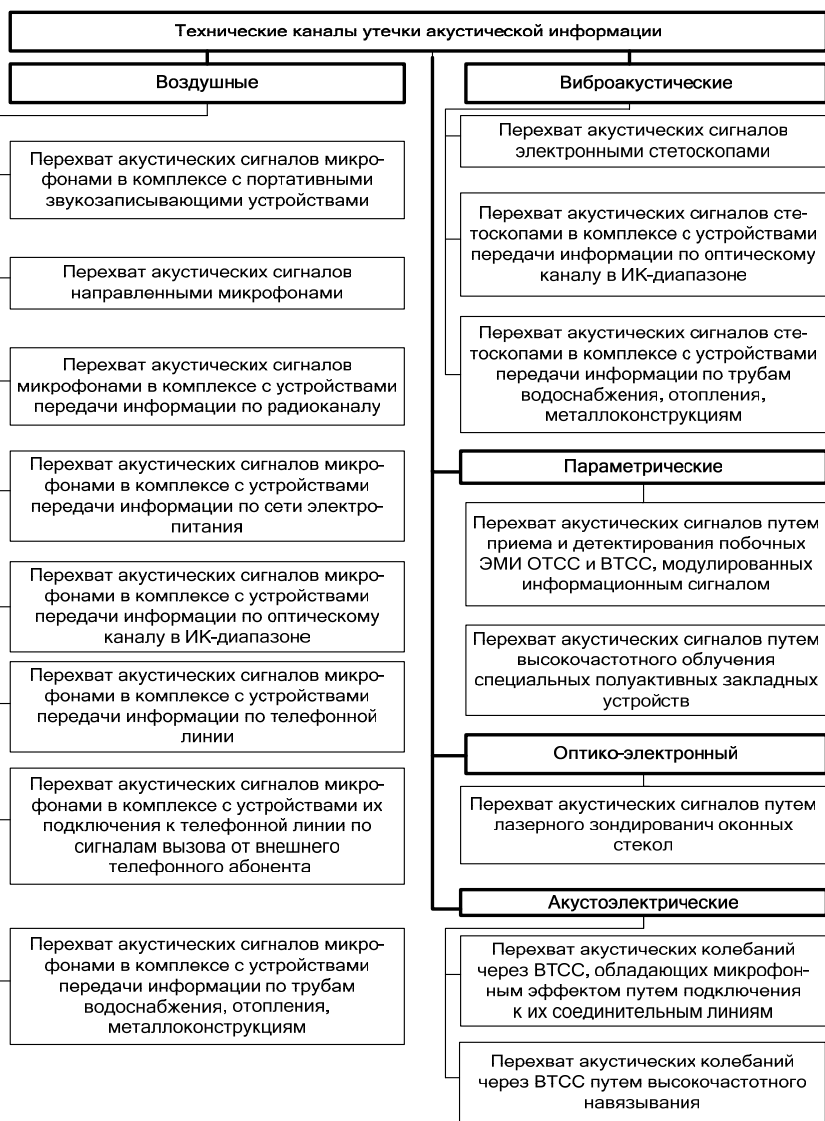 Технические каналы утечки акустической информации
Воздушные
Перехват акустических сигналов микро-
фонами в комплексе с портативными
звукозаписывающими устройствами
Перехват акустических сигналов
направленными микрофонами
Перехват акустических сигналов
микрофонами в комплексе с устройствами
передачи информации по радиоканалу
Перехват акустических сигналов микро-
фонами в комплексе с устройствами
передачи информации по сети электро-
питания
Перехват акустических сигналов микро-
фонами в комплексе с устройствами
передачи информации по оптическому
каналу в ИК-диапазоне
Перехват акустических сигналов микро-
фонами в комплексе с устройствами
передачи информации по телефонной
линии
Перехват акустических сигналов микро-
фонами в комплексе с устройствами их
подключения к телефонной линии по
сигналам вызова от внешнего
телефонного абонента
Перехват акустических сигналов микро-
фонами в комплексе с устройствами
передачи информации по трубам
водоснабжения, отопления,
металлоконструкциям
Виброакустические
Перехват акустических сигналов
электронными стетоскопами
Перехват акустических сигналов сте-
тоскопами в комплексе с устройствами
передачи информации по оптическому
каналу в ИК-диапазоне
Перехват акустических сигналов сте-
тоскопами в комплексе с устройствами
передачи информации по трубам
водоснабжения, отопления,
металлоконструкциям
Параметрические
Перехват акустических сигналов путем
приема и детектирования побочных
ЭМИ ОТСС и ВТСС, модулированных
информационным сигналом
Перехват акустических сигналов путем
высокочастотного облучения
специальных полуактивных закладных
устройств
Оптико-электронный
Перехват акустических сигналов путем
лазерного зондированич оконных
стекол
Акустоэлектрические
Перехват акустических колебаний
через ВТСС, обладающих микрофон-
ным эффектом путем подключения
к их соединительным линиям
Перехват акустических колебаний
через ВТСС путем высокочастотного
навязывания